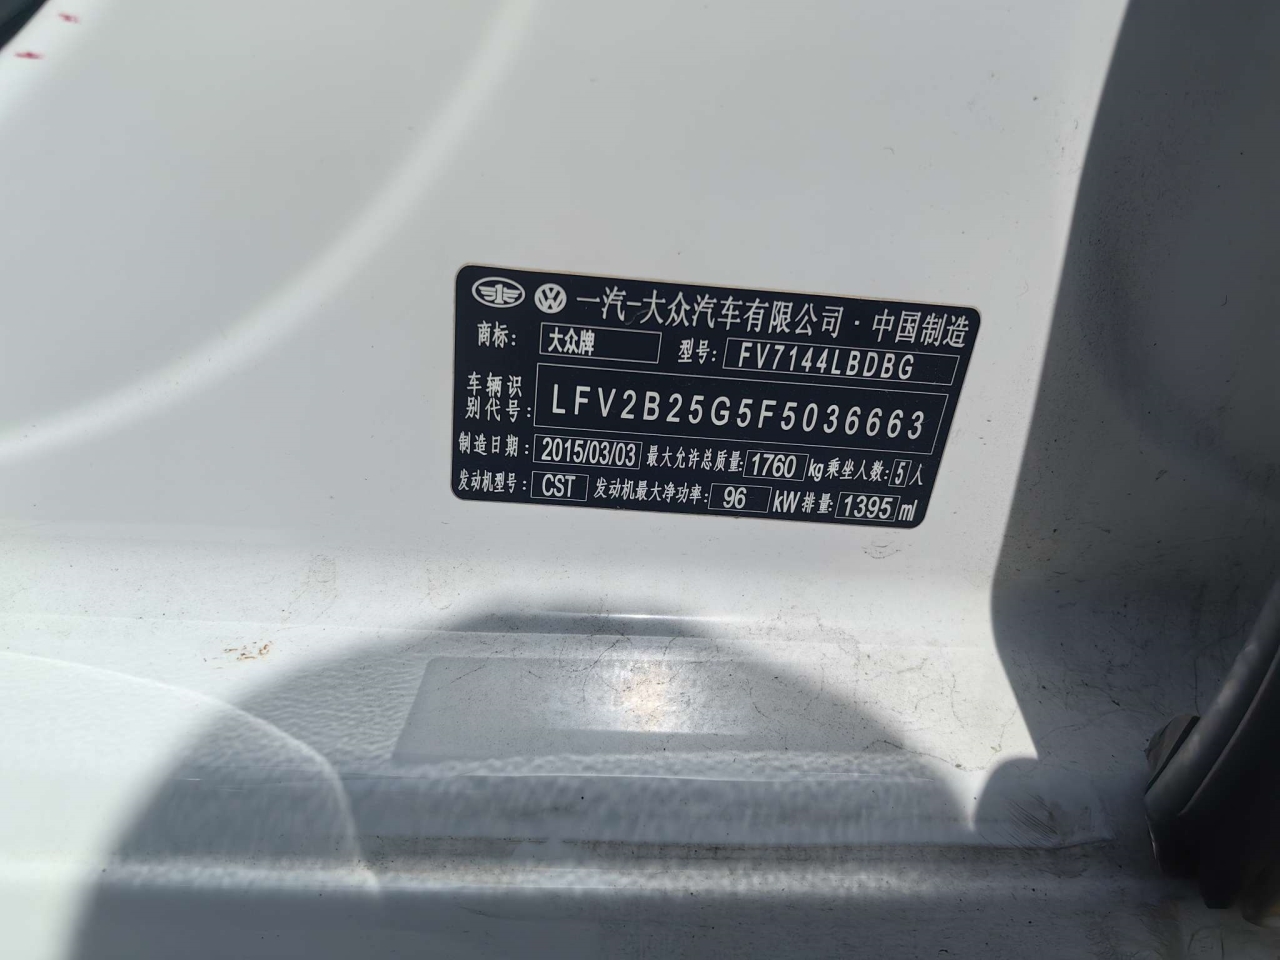 一汽-大众汽车有限公司·中国制造
商标: 大众牌 型号: FV7144LBDBG
车辆识别代号: LFV2B25G5F5036663
制造日期: 2015/03/03 最大允许总质量: 1760 kg 乘坐人数: 5 人
发动机型号: CST 发动机最大净功率: 96 kW 排量: 1395 ml